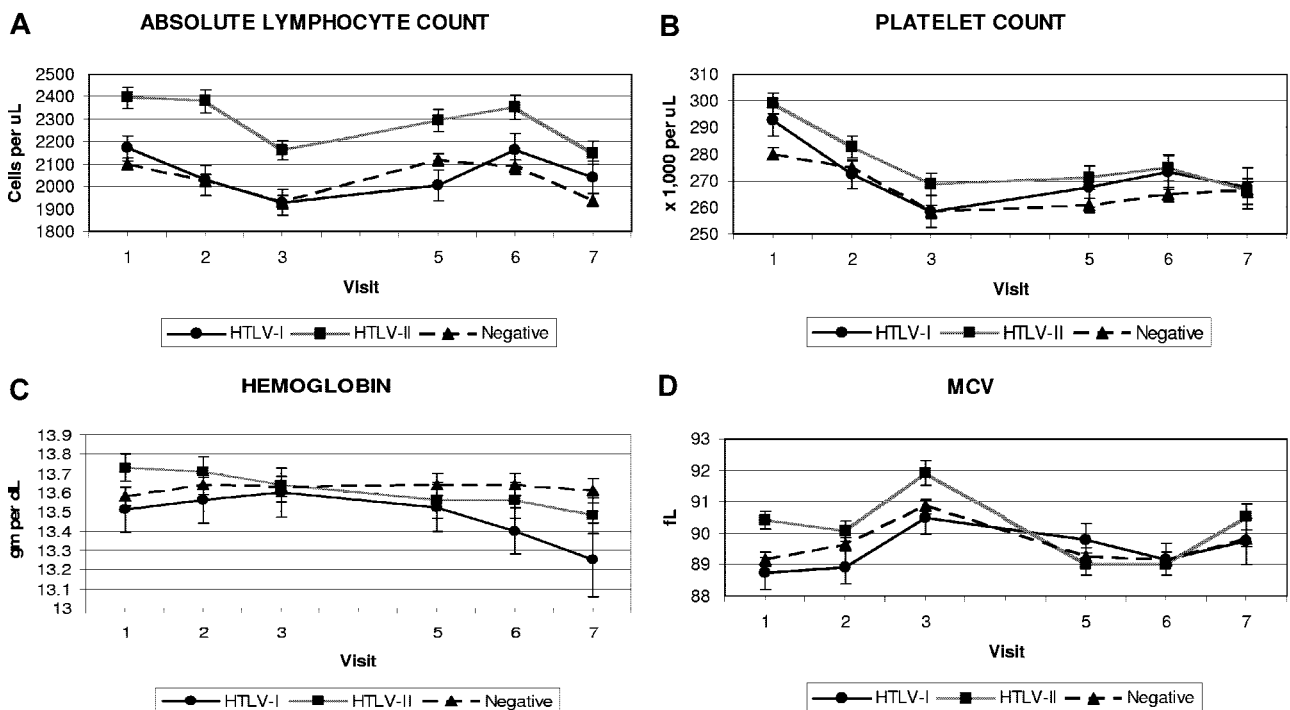 A
ABSOLUTE LYMPHOCYTE COUNT
Cells per uL
2500
2400
2300
2200
2100
2000
1900
1800
1 2 3 5 6 7
Visit
HTLV-I HTLV-II Negative
B
PLATELET COUNT
x 1,000 per uL
310
300
290
280
270
260
250
1 2 3 5 6 7
Visit
HTLV-I HTLV-II Negative
C
HEMOGLOBIN
gm per dL
13.9
13.8
13.7
13.6
13.5
13.4
13.3
13.2
13.1
13
1 2 3 5 6 7
Visit
HTLV-I HTLV-II Negative
D
MCV
fL
93
92
91
90
89
88
1 2 3 5 6 7
Visit
HTLV-I HTLV-II Negative